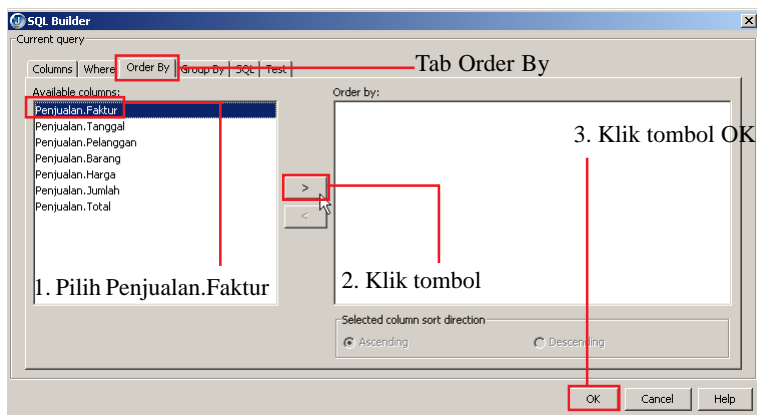 SQL Builder
Current query
Columns Where Order By Group By SQL Test
Tab Order By
Available columns:
Order by:
Penjualan.Faktur
Penjualan.Tanggal
Penjualan.Pelanggan
Penjualan.Barang
Penjualan.Harga
Penjualan.Jumlah
Penjualan.Total
3. Klik tombol OK
>
<
1. Pilih Penjualan.Faktur
2. Klik tombol
Selected column sort direction
Ascending Descending
OK Cancel Help